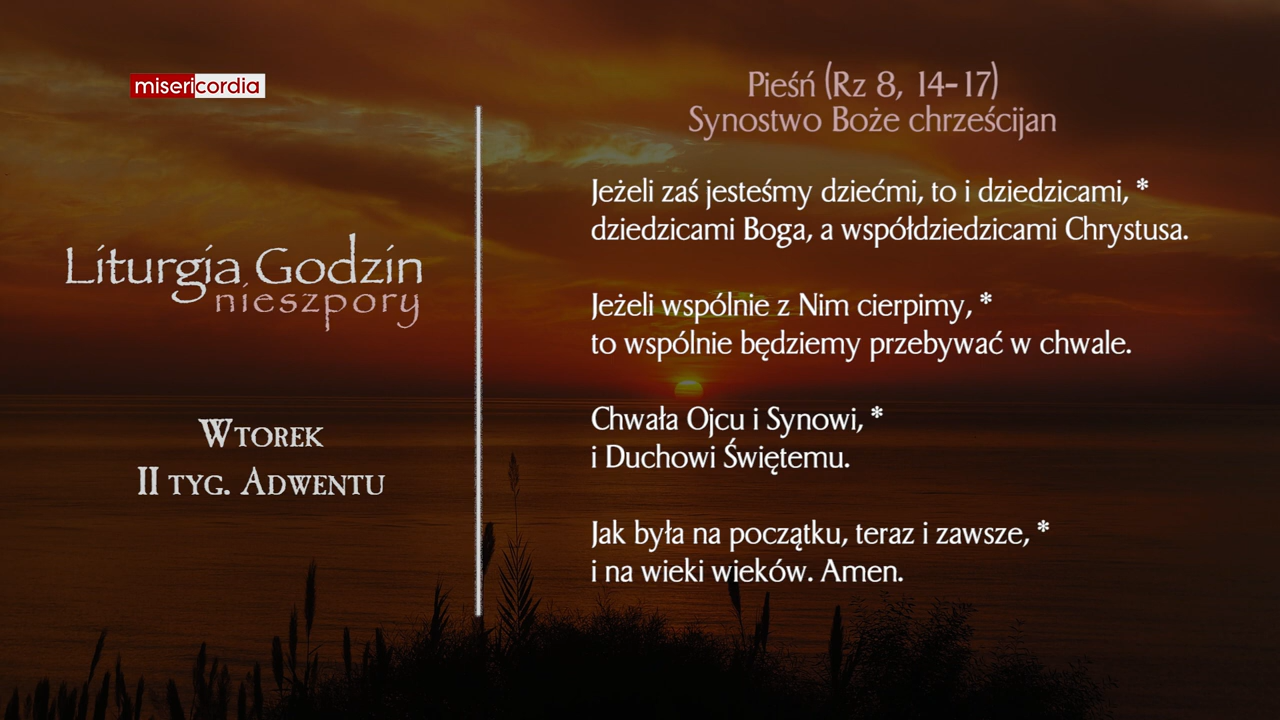 misericordia
Liturgia Godzin
nieszpory
Wtorek
II tyg. Adwentu
Pieśń (Rz 8, 14-17)
Synostwo Boże chrześcijan
Jeżeli zaś jesteśmy dziećmi, to i dziedzicami, *
dziedzicami Boga, a współdziedzicami Chrystusa.
Jeżeli wspólnie z Nim cierpimy, *
to wspólnie będziemy przebywać w chwale.
Chwała Ojcu i Synowi, *
i Duchowi Świętemu.
Jak była na początku, teraz i zawsze, *
i na wieki wieków. Amen.